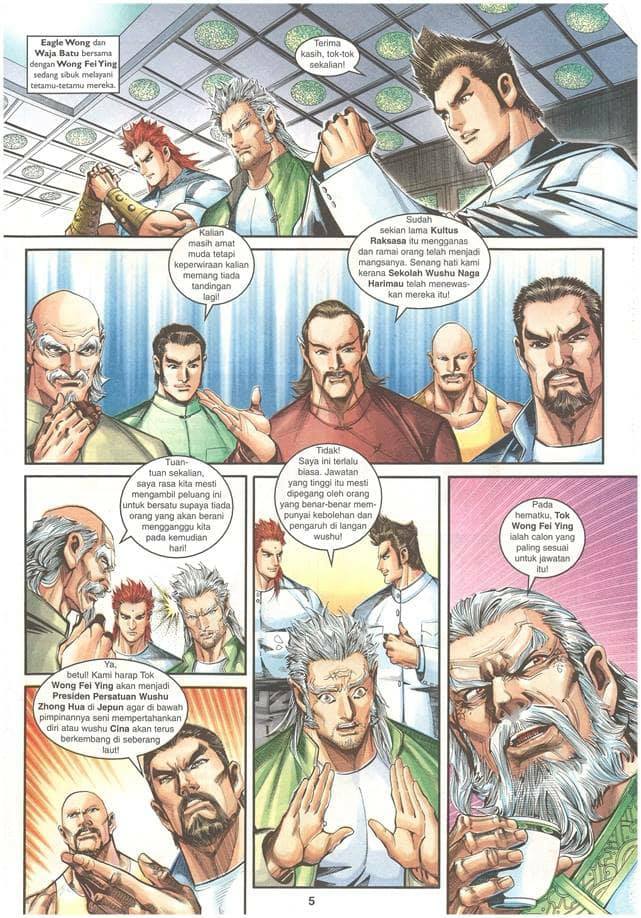 Eagle Wong dan
Waja Batu bersama
dengan Wong Fei Ying
sedang sibuk melayani
tetamu-tetamu mereka.
Terima
kasih, tok-tok
sekalian!
Kalian
masih amat
muda tetapi
keperwiraan kalian
memang tiada
tandingan
lagi!
Sudah
sekian lama Kultus
Raksasa itu mengganas
dan ramai orang telah menjadi
mangsanya. Senang hati kami
kerana Sekolah Wushu Naga
Harimau telah menewas-
kan mereka itu!
Tuan-
tuan sekalian,
saya rasa kita mesti
mengambil peluang ini
untuk bersatu supaya tiada
orang yang akan berani
mengganggu kita
pada kemudian
hari!
Ya,
betul! Kami harap Tok
Wong Fei Ying akan menjadi
Presiden Persatuan Wushu
Zhong Hua di Jepun agar di bawah
pimpinannya seni mempertahankan
diri atau wushu Cina akan terus
berkembang di seberang
laut!
Tidak!
Saya ini terlalu
biasa. Jawatan
yang tinggi itu mesti
dipegang oleh orang
yang benar-benar mem-
punyai kebolehan dan
pengaruh di langan
wushu!
Pada
hematku, Tok
Wong Fei Ying
ialah calon yang
paling sesuai
untuk jawatan
itu!
5